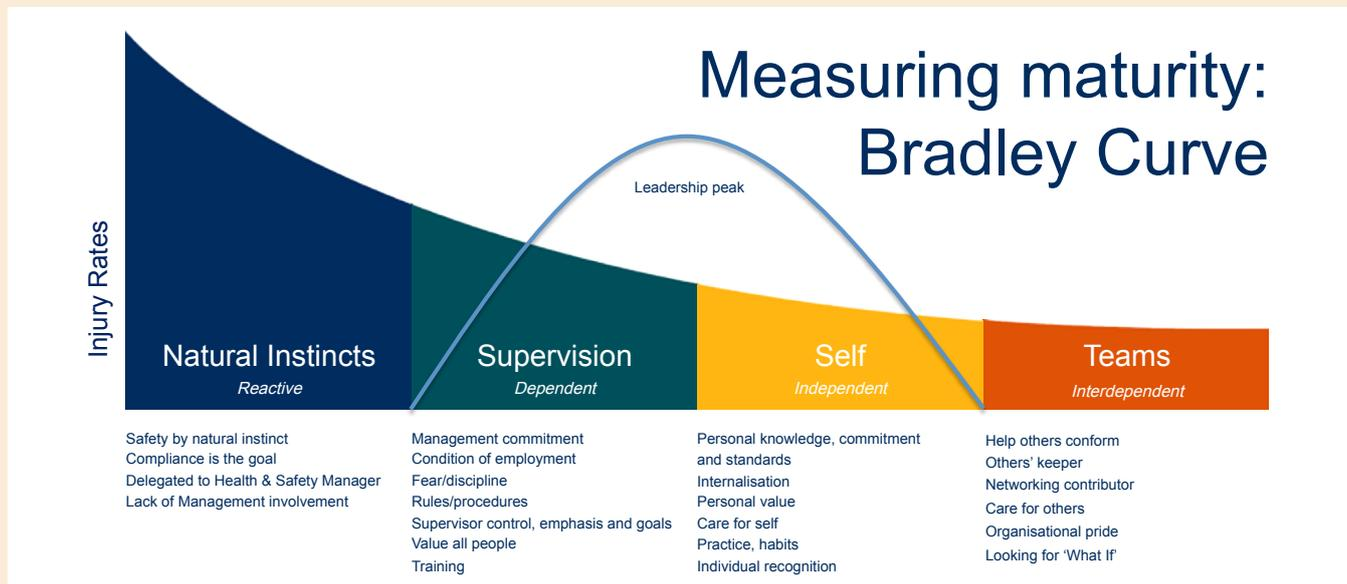 Measuring maturity:
Bradley Curve
Leadership peak
Injury Rates
Natural Instincts
Reactive
Supervision
Dependent
Self
Independent
Teams
Interdependent
Safety by natural instinct
Compliance is the goal
Delegated to Health & Safety Manager
Lack of Management involvement
Management commitment
Condition of employment
Fear/discipline
Rules/procedures
Supervisor control, emphasis and goals
Value all people
Training
Personal knowledge, commitment
and standards
Internalisation
Personal value
Care for self
Practice, habits
Individual recognition
Help others conform
Others’ keeper
Networking contributor
Care for others
Organisational pride
Looking for ‘What If’